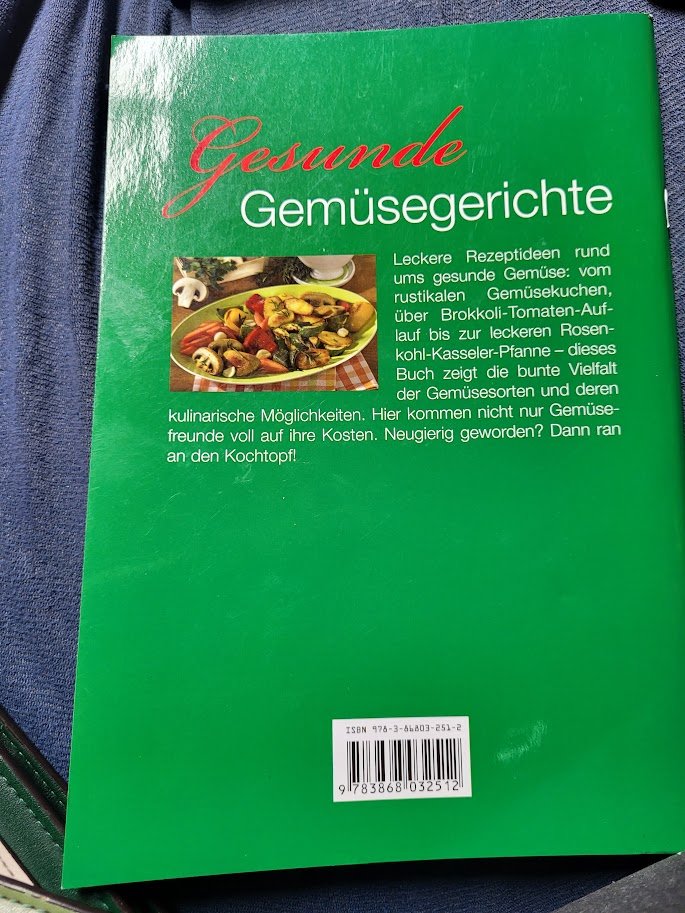 Gesunde
Gemüsegerichte
Leckere Rezeptideen rund
ums gesunde Gemüse: vom
rustikalen Gemüsekuchen,
über Brokkoli-Tomaten-Auf-
lauf bis zur leckeren Rosen-
kohl-Kasseler-Pfanne – dieses
Buch zeigt die bunte Vielfalt
der Gemüsesorten und deren
kulinarische Möglichkeiten. Hier kommen nicht nur Gemüse-
freunde voll auf ihre Kosten. Neugierig geworden? Dann ran
an den Kochtopf!
ISBN 978-3-86803-251-2
9 783868 032512